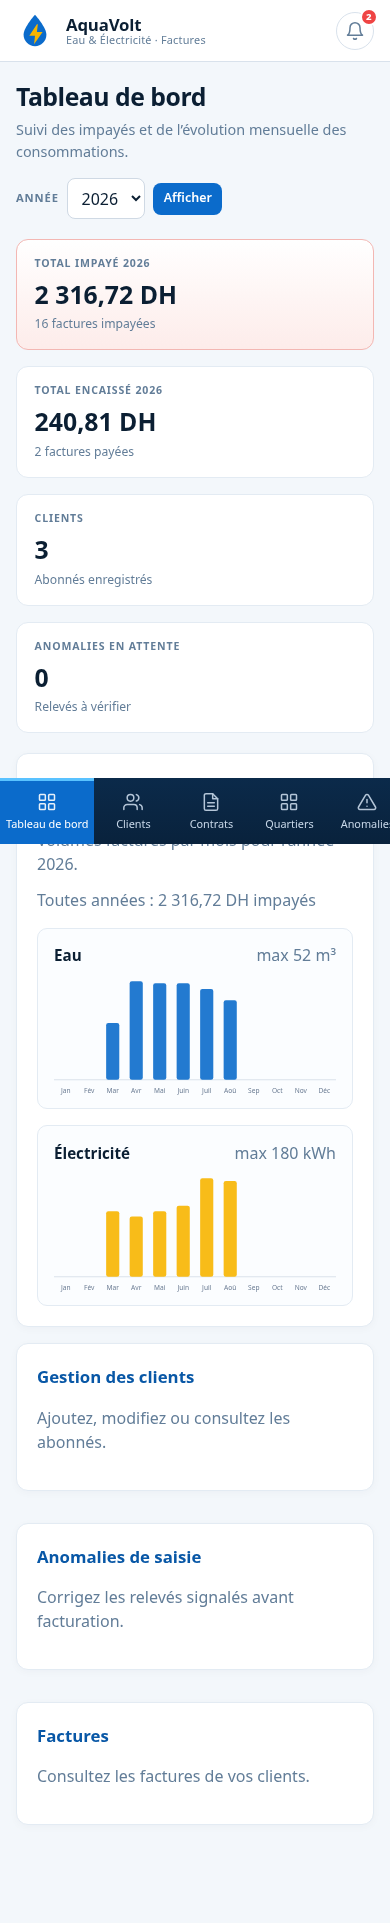 AquaVolt
Eau & Électricité · Factures
2
Tableau de bord
Suivi des impayés et de l'évolution mensuelle des
consommations.
ANNÉE
2026
Afficher
TOTAL IMPAYÉ 2026
2 316,72 DH
16 factures impayées
TOTAL ENCAISSÉ 2026
240,81 DH
2 factures payées
CLIENTS
3
Abonnés enregistrés
ANOMALIES EN ATTENTE
0
Relevés à vérifier
Tableau de bord
Clients
Contrats
Quartiers
Anomalies
Volumes facturés par mois pour l'année
2026.
Toutes années : 2 316,72 DH impayés
Eau
max 52 m³
Jan Fév Mar Avr Mai Juin Juil Aoû Sep Oct Nov Déc
Électricité
max 180 kWh
Jan Fév Mar Avr Mai Juin Juil Aoû Sep Oct Nov Déc
Gestion des clients
Ajoutez, modifiez ou consultez les
abonnés.
Anomalies de saisie
Corrigez les relevés signalés avant
facturation.
Factures
Consultez les factures de vos clients.